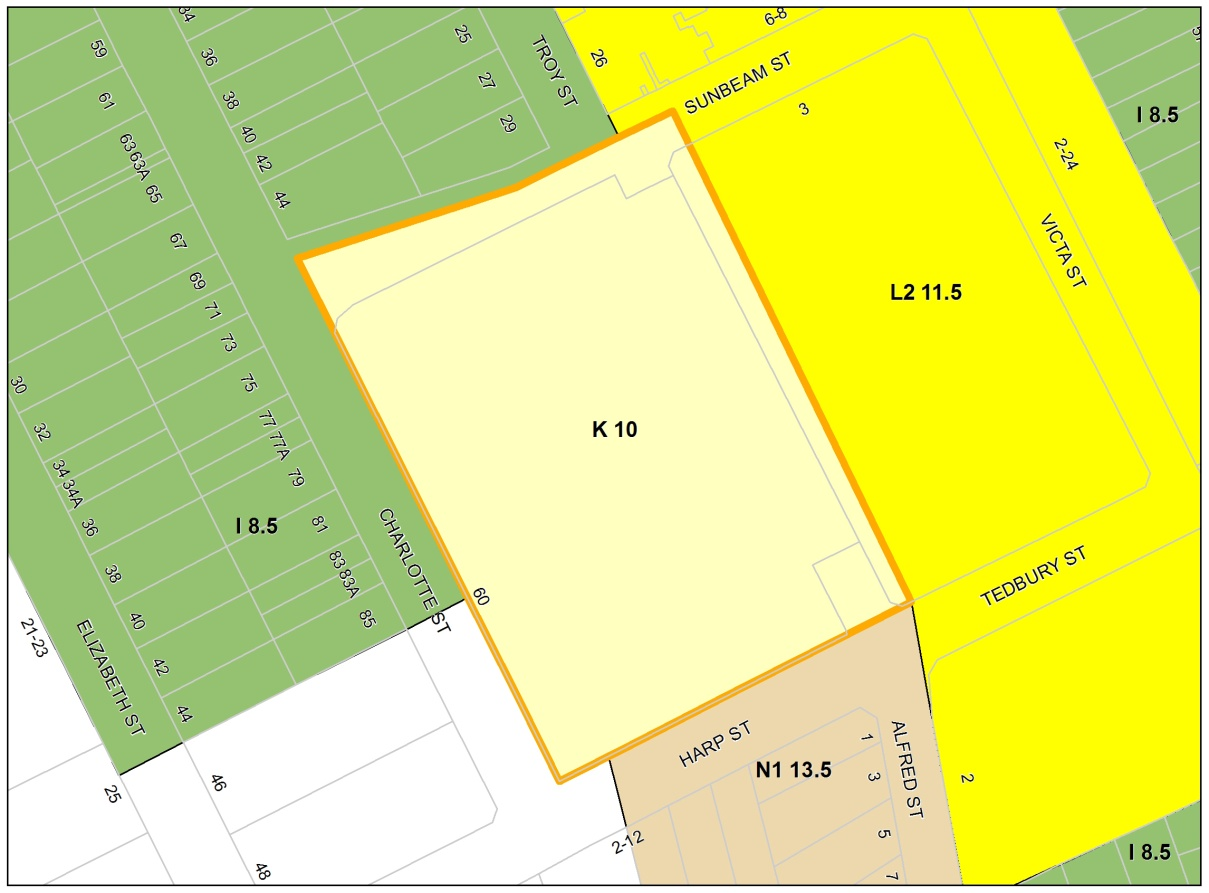 34
36
38
40
42
44
25
27
29
TROY ST
26
6-8
SUNBEAM ST
3
I 8.5
2-24
VICTA ST
L2 11.5
59
61
63
63A
65
67
69
71
73
75
77
77A
79
81
83
83A
85
K 10
I 8.5
CHARLOTTE ST
60
30
32
34
34A
36
38
40
42
44
ELIZABETH ST
21-23
25
46
48
TEDBURY ST
HARP ST
N1 13.5
ALFRED ST
1
3
5
7
2
2-12
I 8.5